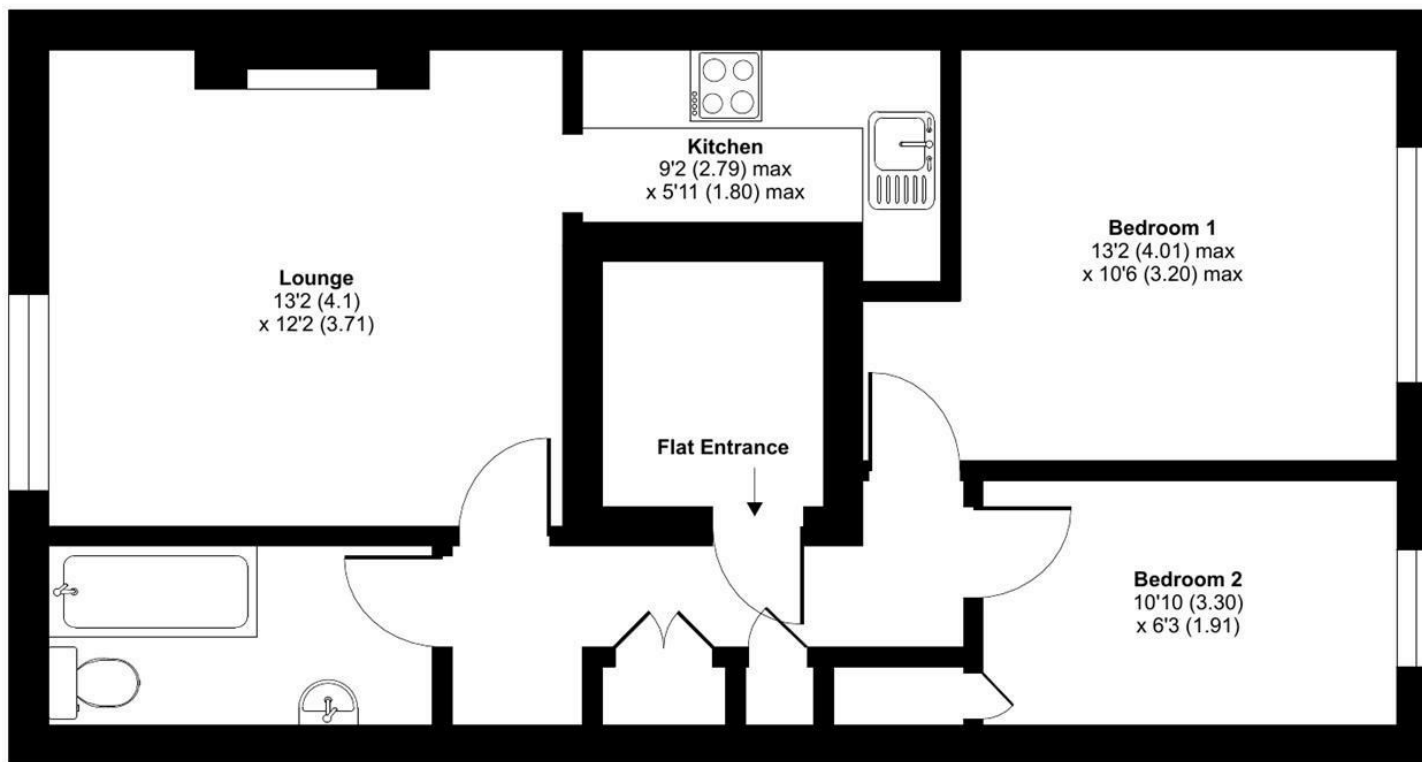 Kitchen
9'2 (2.79) max
x 5'11 (1.80) max
Bedroom 1
13'2 (4.01) max
x 10'6 (3.20) max
Lounge
13'2 (4.1)
x 12'2 (3.71)
Flat Entrance
Bedroom 2
10'10 (3.30)
x 6'3 (1.91)